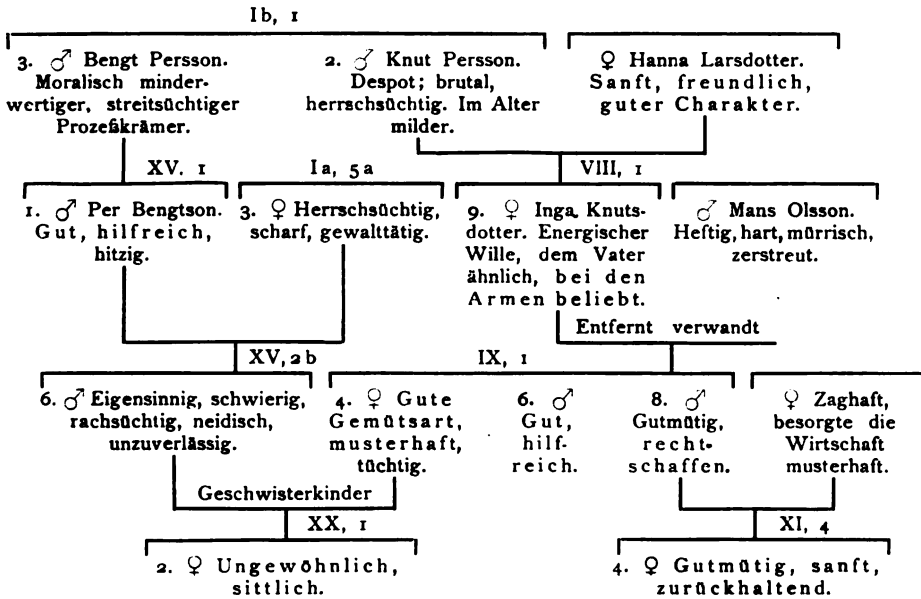 Ib, 1
3. ♂ Bengt Persson.
Moralisch minder-
wertiger, streitsüchtiger
Prozeßkrämer.
2. ♂ Knut Persson.
Despot; brutal,
herrschsüchtig. Im Alter
milder.
♀ Hanna Larsdotter.
Sanft, freundlich,
guter Charakter.
XV. 1
Ia, 5a
VIII, 1
1. ♂ Per Bengtson.
Gut, hilfreich,
hitzig.
3. ♀ Herrschsüchtig,
scharf, gewalttätig.
9. ♀ Inga Knuts-
dotter. Energischer
Wille, dem Vater
ähnlich, bei den
Armen beliebt.
♂ Mans Olsson.
Heftig, hart, mürrisch,
zerstreut.
Entfernt verwandt
XV, 2b
IX, 1
6. ♂ Eigensinnig, schwierig,
rachsüchtig, neidisch,
unzuverlässig.
4. ♀ Gute
Gemütsart,
musterhaft,
tüchtig.
6. ♂
Gut,
hilf-
reich.
8. ♂
Gutmütig,
recht-
schaffen.
♀ Zaghaft,
besorgte die
Wirtschaft
musterhaft.
Geschwisterkinder
XX, 1
XI, 4
2. ♀ Ungewöhnlich,
sittlich.
4. ♀ Gutmütig, sanft,
zurückhaltend.